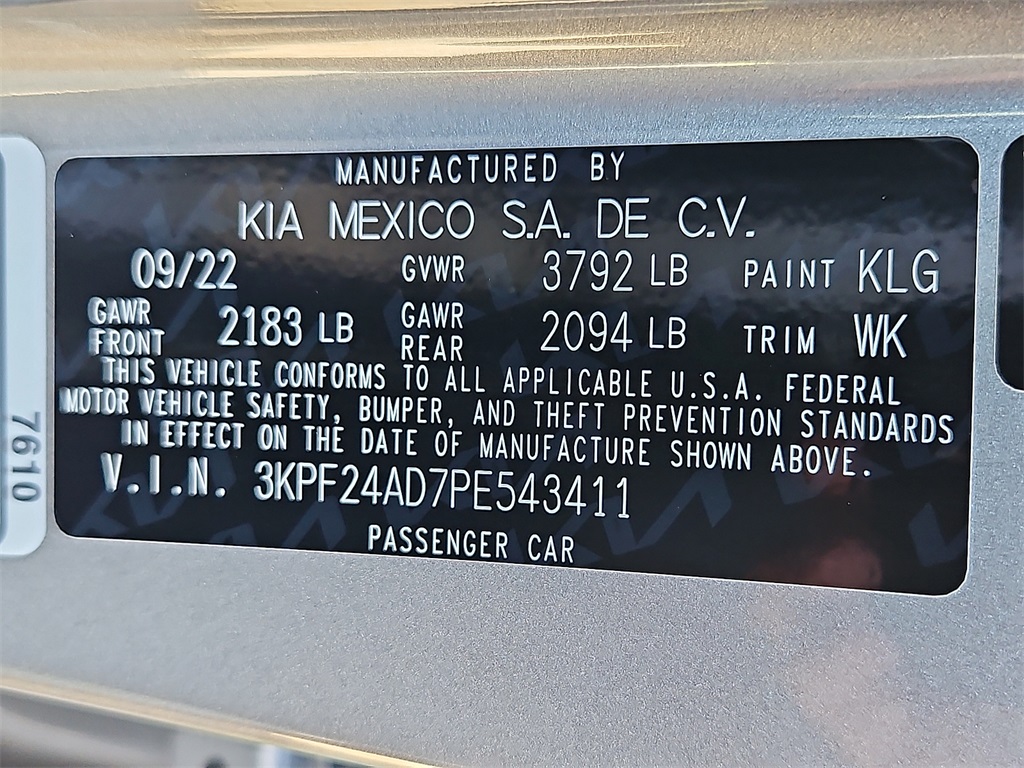 MANUFACTURED BY
KIA MEXICO S.A. DE C.V.
09/22 GVWR 3792 LB PAINT KLG
GAWR FRONT 2183 LB GAWR REAR 2094 LB TRIM WK
THIS VEHICLE CONFORMS TO ALL APPLICABLE U.S.A. FEDERAL
MOTOR VEHICLE SAFETY, BUMPER, AND THEFT PREVENTION STANDARDS
IN EFFECT ON THE DATE OF MANUFACTURE SHOWN ABOVE.
V.I.N. 3KPF24AD7PE543411
PASSENGER CAR
7610